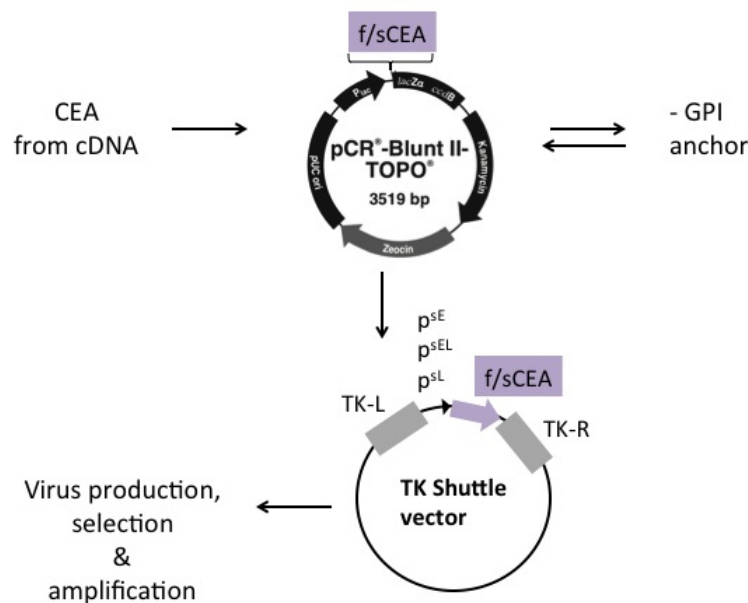 f/sCEA
CEA
from cDNA
Plac
lacZα ccdB
pUC ori
Kanamycin
pCR®-Blunt II-
TOPO®
3519 bp
Zeocin
- GPI
anchor
psE
psEL
psL
f/sCEA
TK-L
TK-R
TK Shuttle
vector
Virus production,
selection
&
amplification